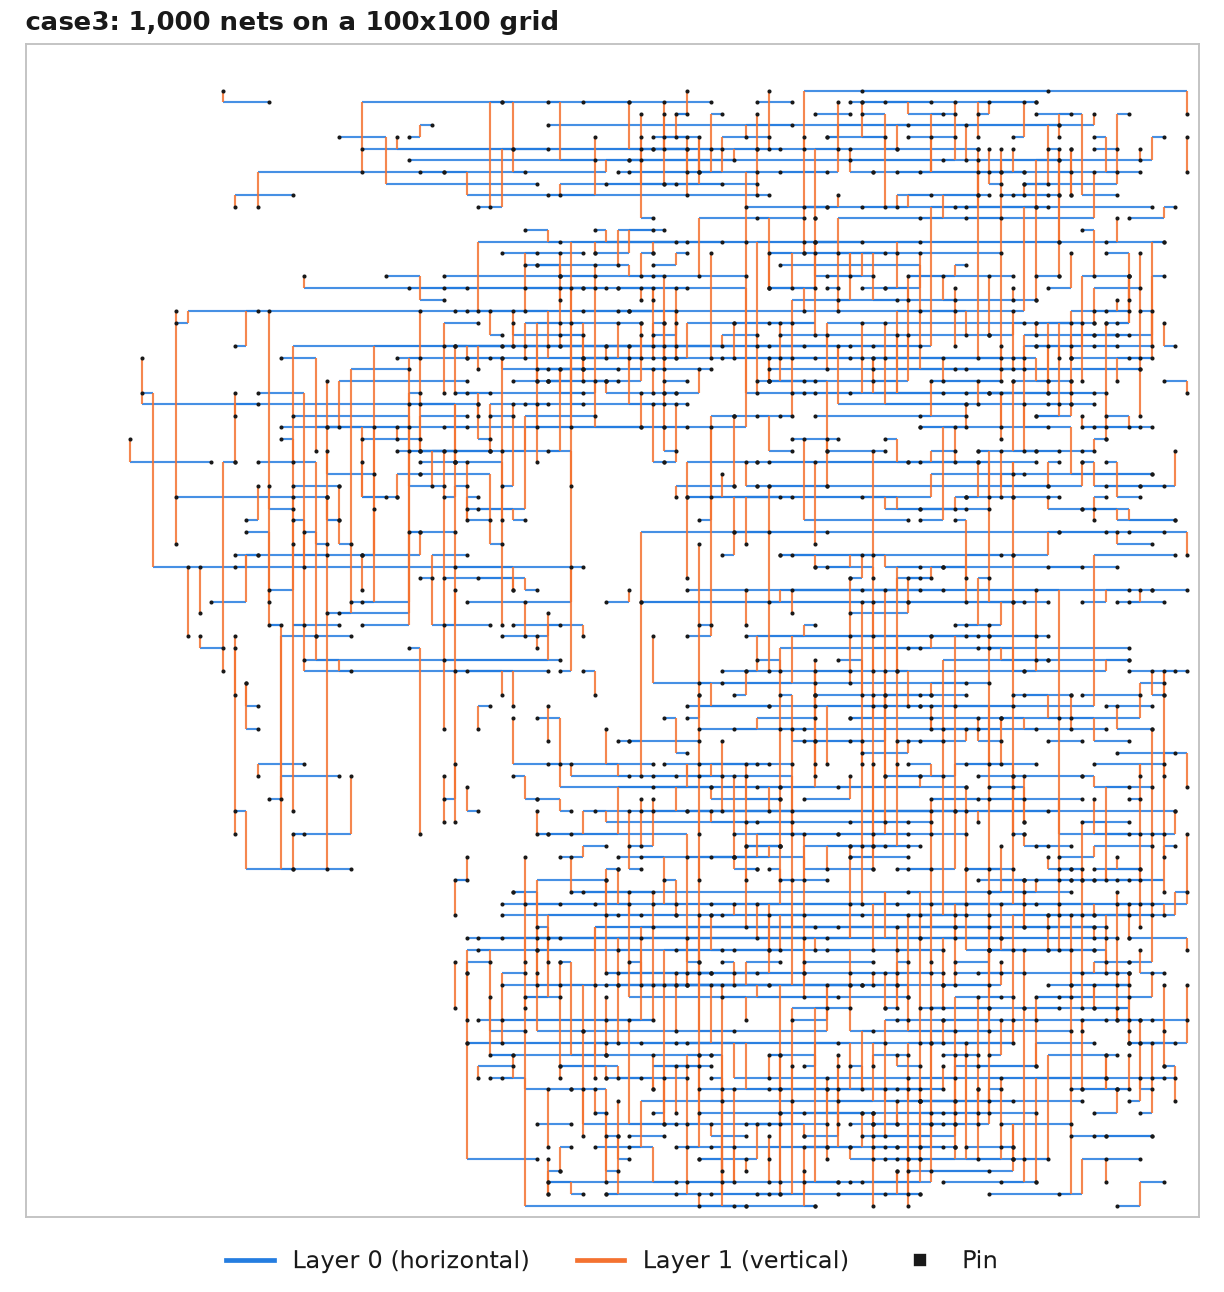 case3: 1,000 nets on a 100x100 grid
Layer 0 (horizontal) Layer 1 (vertical) Pin